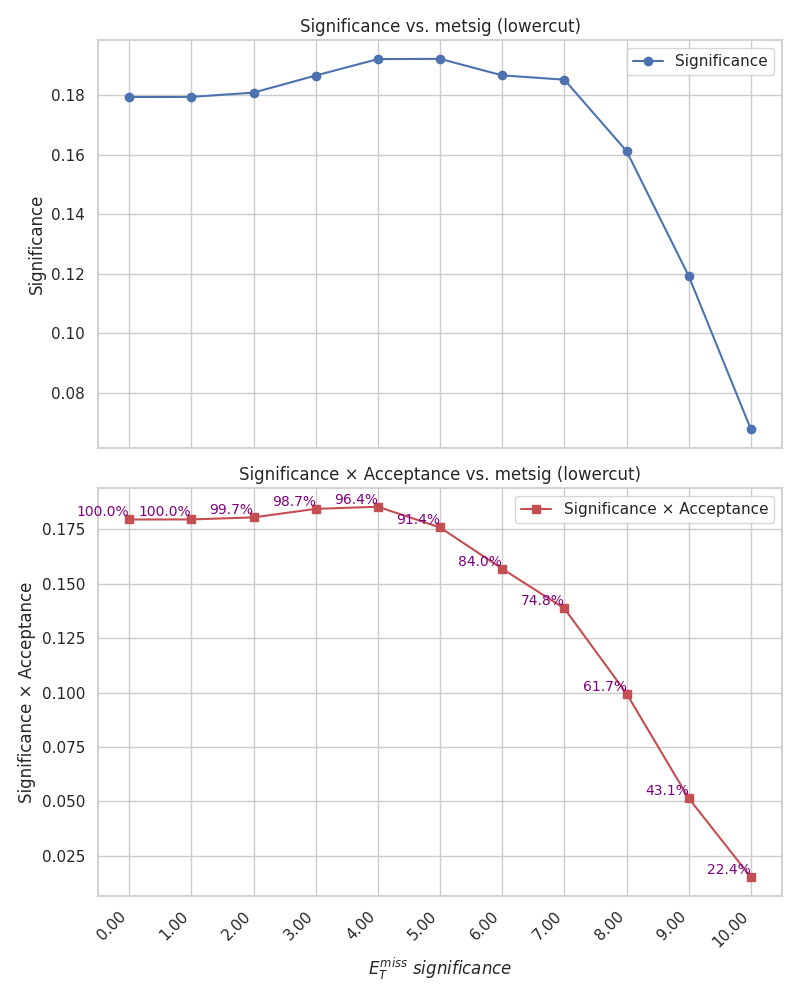 Significance vs. metsig (lowercut)
Significance
0.18
0.16
0.14
0.12
0.10
0.08
Significance
Significance × Acceptance vs. metsig (lowercut)
Significance × Acceptance
100.0% 100.0% 99.7% 98.7% 96.4% 91.4% 84.0% 74.8% 61.7% 43.1% 22.4%
0.175
0.150
0.125
0.100
0.075
0.050
0.025
Significance × Acceptance
0.00 1.00 2.00 3.00 4.00 5.00 6.00 7.00 8.00 9.00 10.00
$E_T^{miss}$ significance